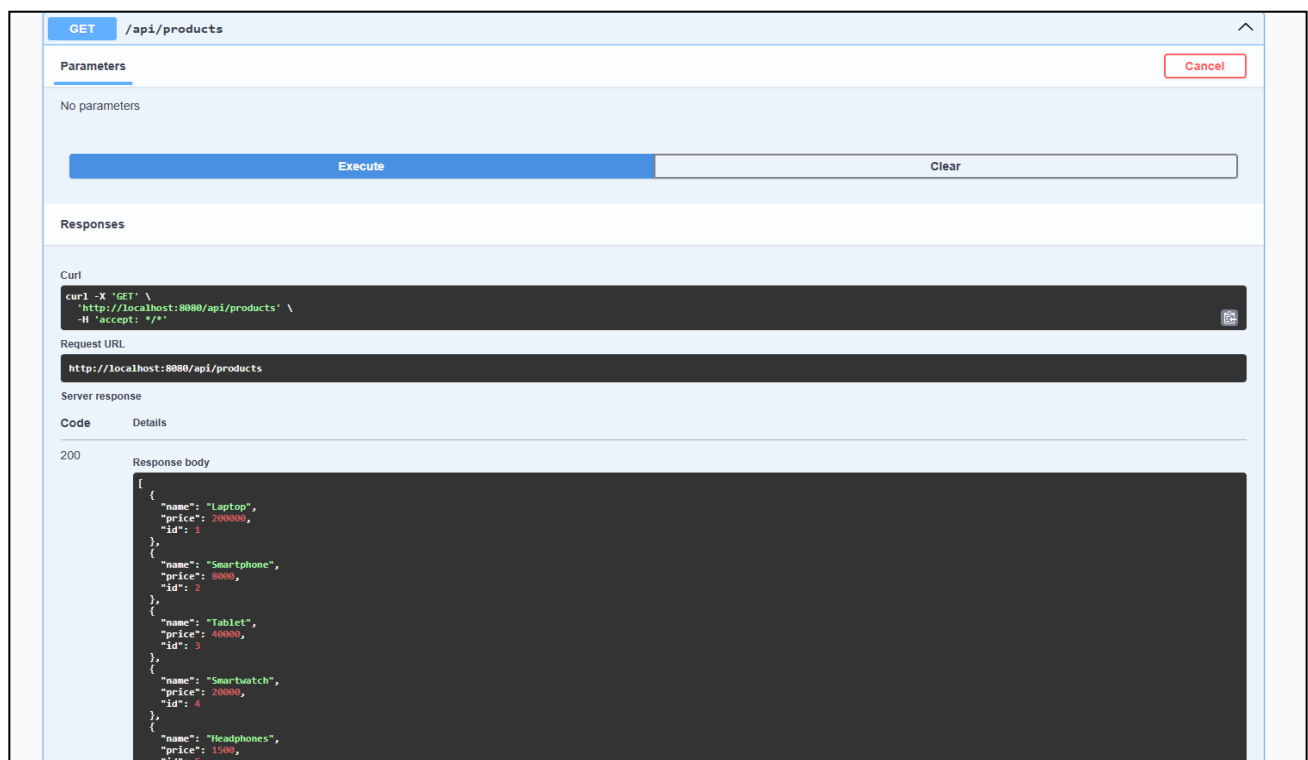 GET /api/products
Parameters
Cancel
No parameters
Execute
Clear
Responses
Curl
curl -X 'GET' \
'http://localhost:8080/api/products' \
-H 'accept: */*'
Request URL
http://localhost:8080/api/products
Server response
Code Details
200
Response body
[
{
"name": "Laptop",
"price": 200000,
"id": 1
},
{
"name": "Smartphone",
"price": 8000,
"id": 2
},
{
"name": "Tablet",
"price": 40000,
"id": 3
},
{
"name": "Smartwatch",
"price": 20000,
"id": 4
},
{
"name": "Headphones",
"price": 1500,